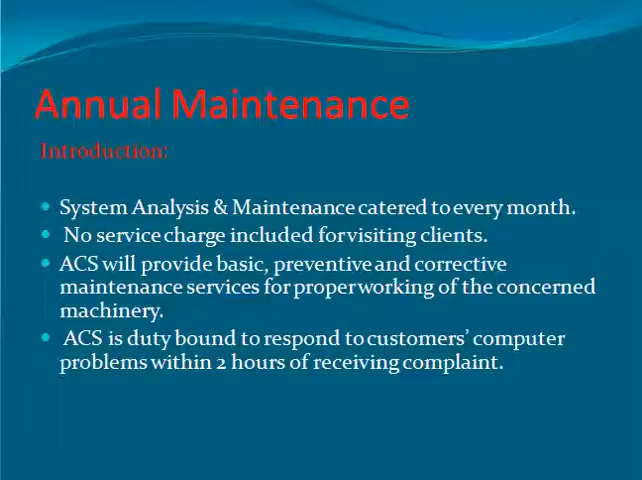 Annual Maintenance
Introduction:
• System Analysis & Maintenance catered to every month.
• No service charge included for visiting clients.
• ACS will provide basic, preventive and corrective
maintenance services for proper working of the concerned
machinery.
• ACS is duty bound to respond to customers’ computer
problems within 2 hours of receiving complaint.